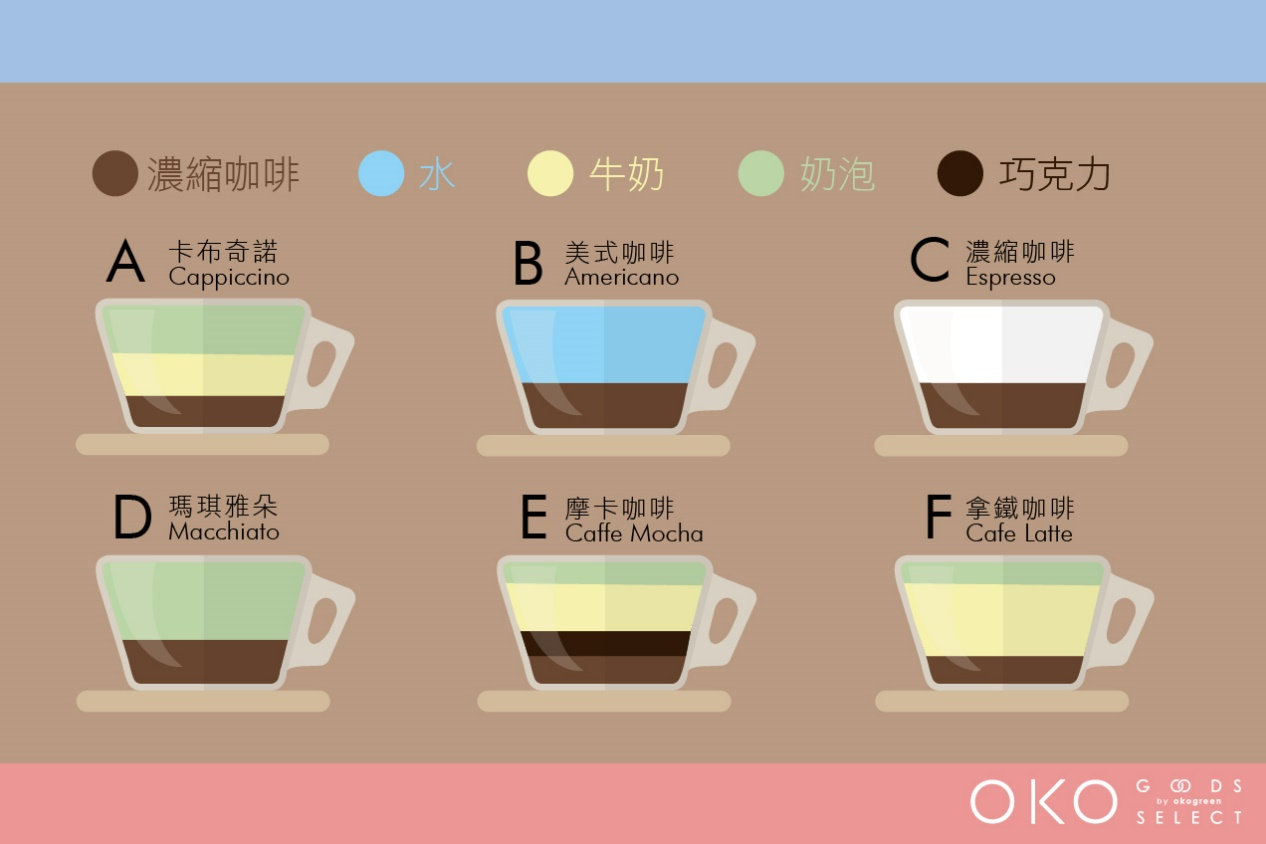 濃縮咖啡 水 牛奶 奶泡 巧克力
A 卡布奇諾
Cappiccino
B 美式咖啡
Americano
C 濃縮咖啡
Espresso
D 瑪琪雅朵
Macchiato
E 摩卡咖啡
Caffe Mocha
F 拿鐵咖啡
Cafe Latte
OKO
GOODS
by okogreen
SELECT